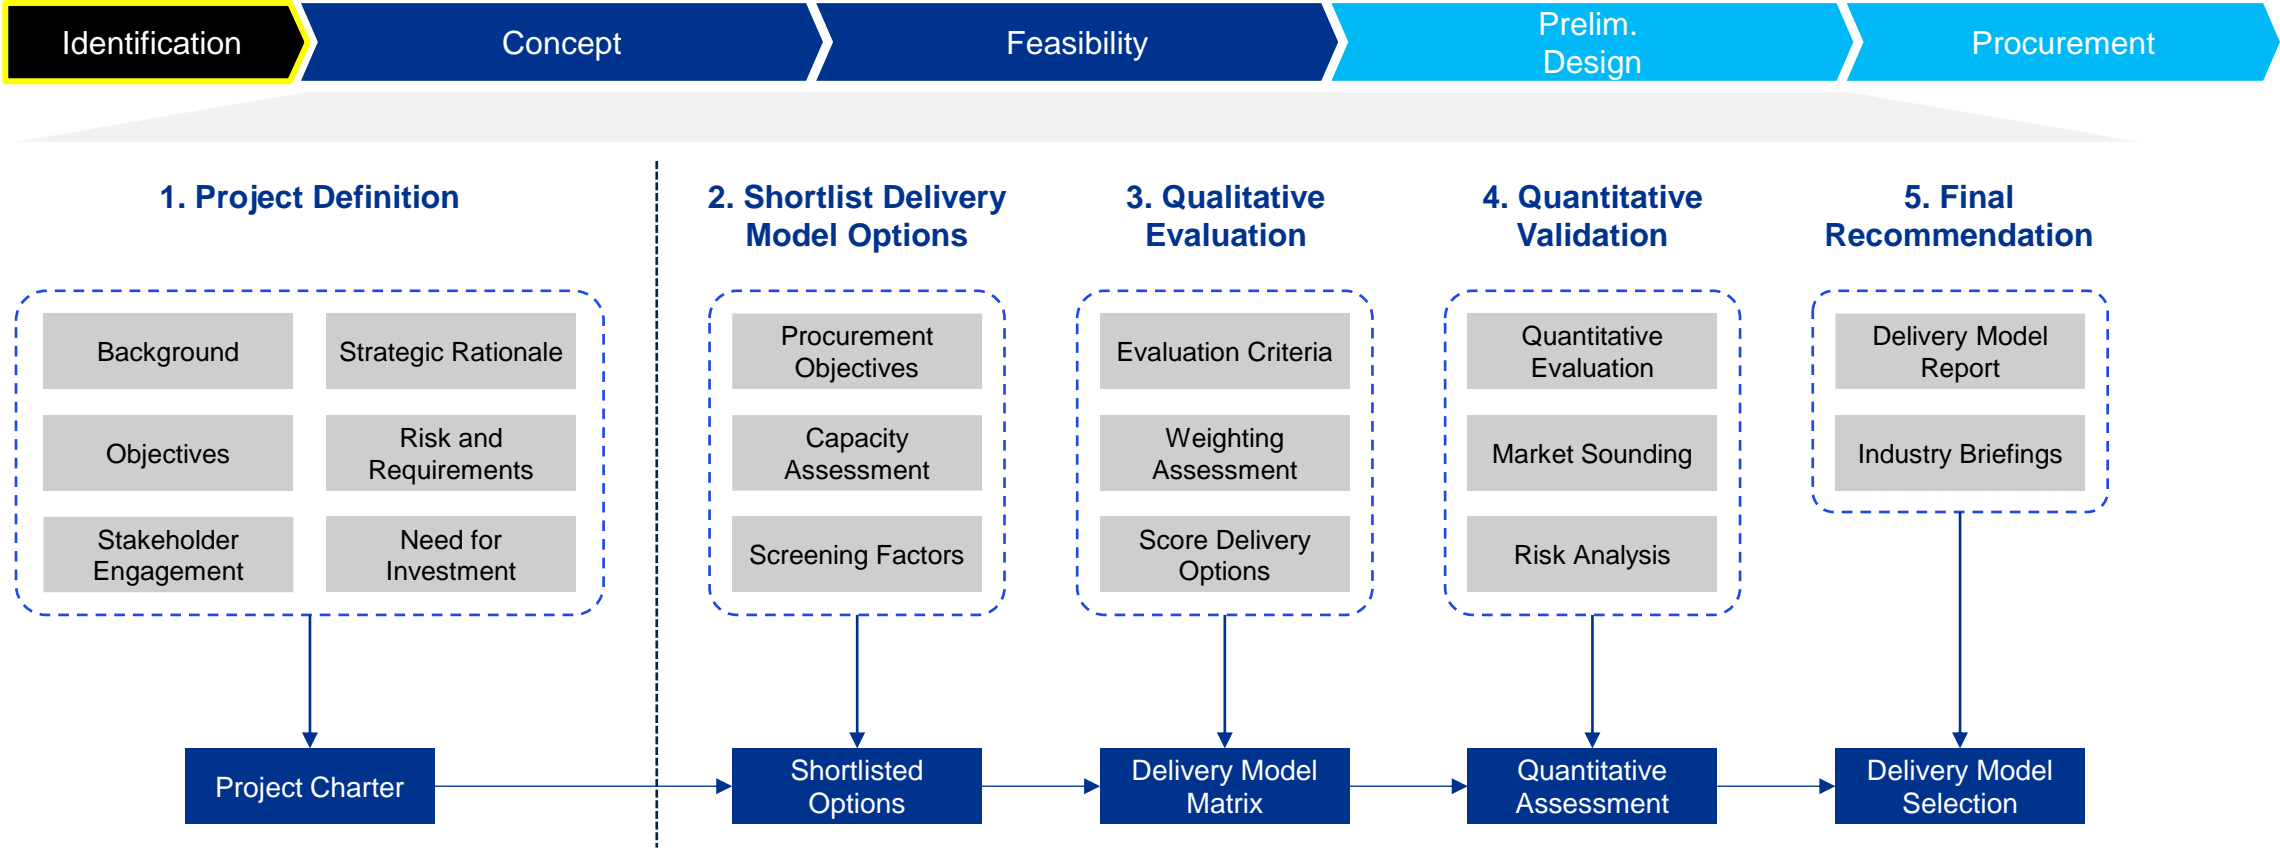 Identification
Concept
Feasibility
Prelim.
Design
Procurement
1. Project Definition
Background
Strategic Rationale
Objectives
Risk and
Requirements
Stakeholder
Engagement
Need for
Investment
Project Charter
2. Shortlist Delivery
Model Options
Procurement
Objectives
Capacity
Assessment
Screening Factors
Shortlisted
Options
3. Qualitative
Evaluation
Evaluation Criteria
Weighting
Assessment
Score Delivery
Options
Delivery Model
Matrix
4. Quantitative
Validation
Quantitative
Evaluation
Market Sounding
Risk Analysis
Quantitative
Assessment
5. Final
Recommendation
Delivery Model
Report
Industry Briefings
Delivery Model
Selection